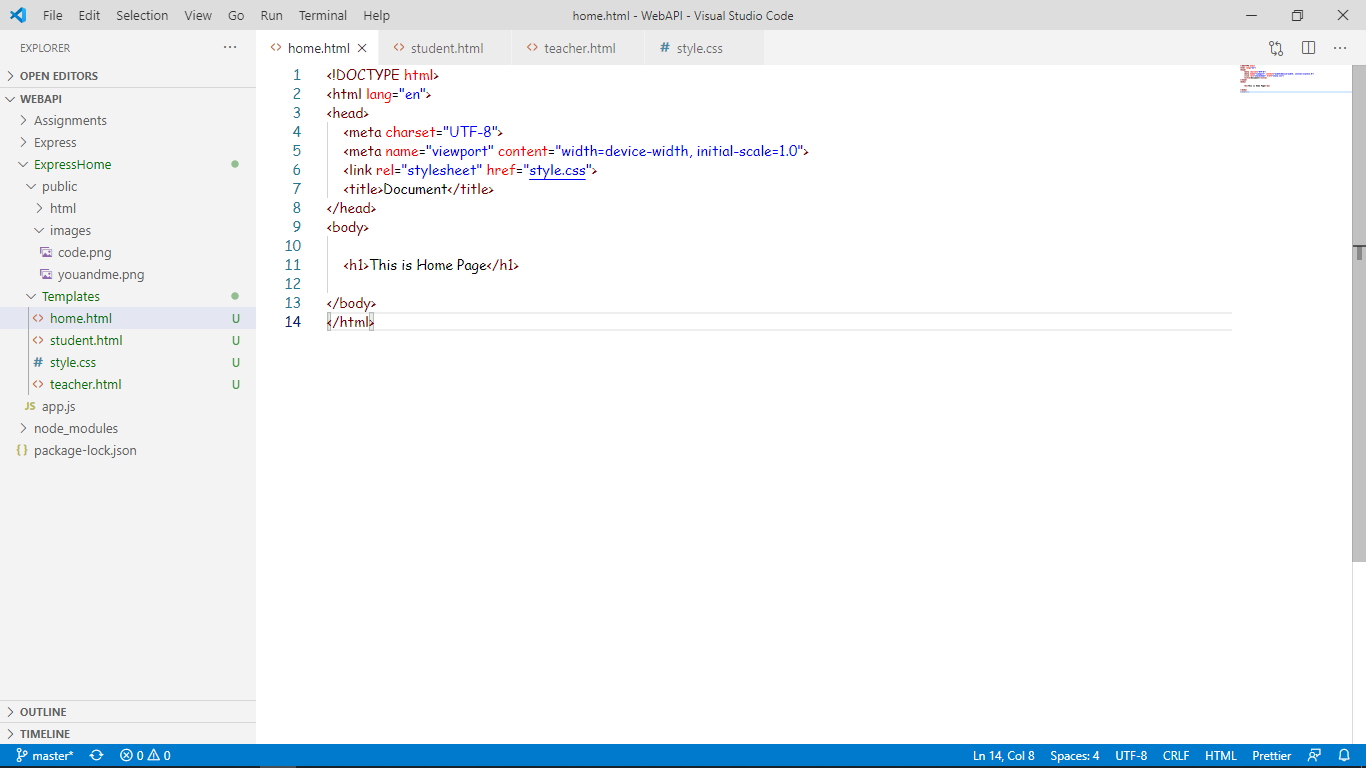 File Edit Selection View Go Run Terminal Help home.html - WebAPI - Visual Studio Code
EXPLORER ···
OPEN EDITORS
WEBAPI
Assignments
Express
ExpressHome
public
html
images
code.png
youandme.png
Templates
home.html U
student.html U
style.css U
teacher.html U
JS app.js
node_modules
{} package-lock.json
OUTLINE
TIMELINE
home.html student.html teacher.html # style.css
1 <!DOCTYPE html>
2 <html lang="en">
3 <head>
4 <meta charset="UTF-8">
5 <meta name="viewport" content="width=device-width, initial-scale=1.0">
6 <link rel="stylesheet" href="style.css">
7 <title>Document</title>
8 </head>
9 <body>
10
11 <h1>This is Home Page</h1>
12
13 </body>
14 </html>
master* 0 0 Ln 14, Col 8 Spaces: 4 UTF-8 CRLF HTML Prettier